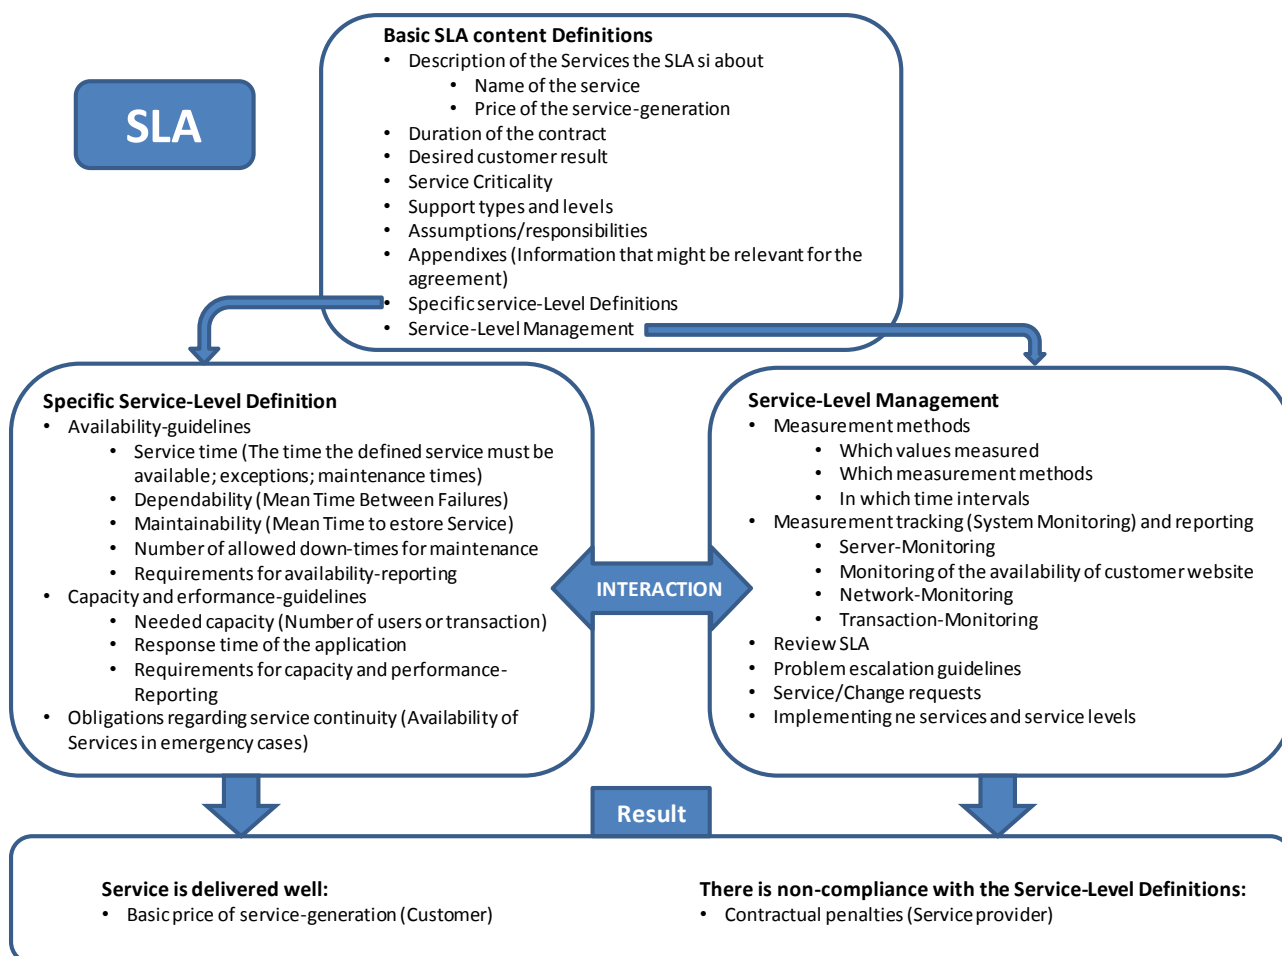 SLA
Basic SLA content Definitions
• Description of the Services the SLA si about
• Name of the service
• Price of the service-generation
• Duration of the contract
• Desired customer result
• Service Criticality
• Support types and levels
• Assumptions/responsibilities
• Appendixes (Information that might be relevant for the
agreement)
• Specific service-Level Definitions
• Service-Level Management
Specific Service-Level Definition
• Availability-guidelines
• Service time (The time the defined service must be
available; exceptions; maintenance times)
• Dependability (Mean Time Between Failures)
• Maintainability (Mean Time to estore Service)
• Number of allowed down-times for maintenance
• Requirements for availability-reporting
• Capacity and erformance-guidelines
• Needed capacity (Number of users or transaction)
• Response time of the application
• Requirements for capacity and performance-
Reporting
• Obligations regarding service continuity (Availability of
Services in emergency cases)
INTERACTION
Service-Level Management
• Measurement methods
• Which values measured
• Which measurement methods
• In which time intervals
• Measurement tracking (System Monitoring) and reporting
• Server-Monitoring
• Monitoring of the availability of customer website
• Network-Monitoring
• Transaction-Monitoring
• Review SLA
• Problem escalation guidelines
• Service/Change requests
• Implementing ne services and service levels
Result
Service is delivered well:
• Basic price of service-generation (Customer)
There is non-compliance with the Service-Level Definitions:
• Contractual penalties (Service provider)